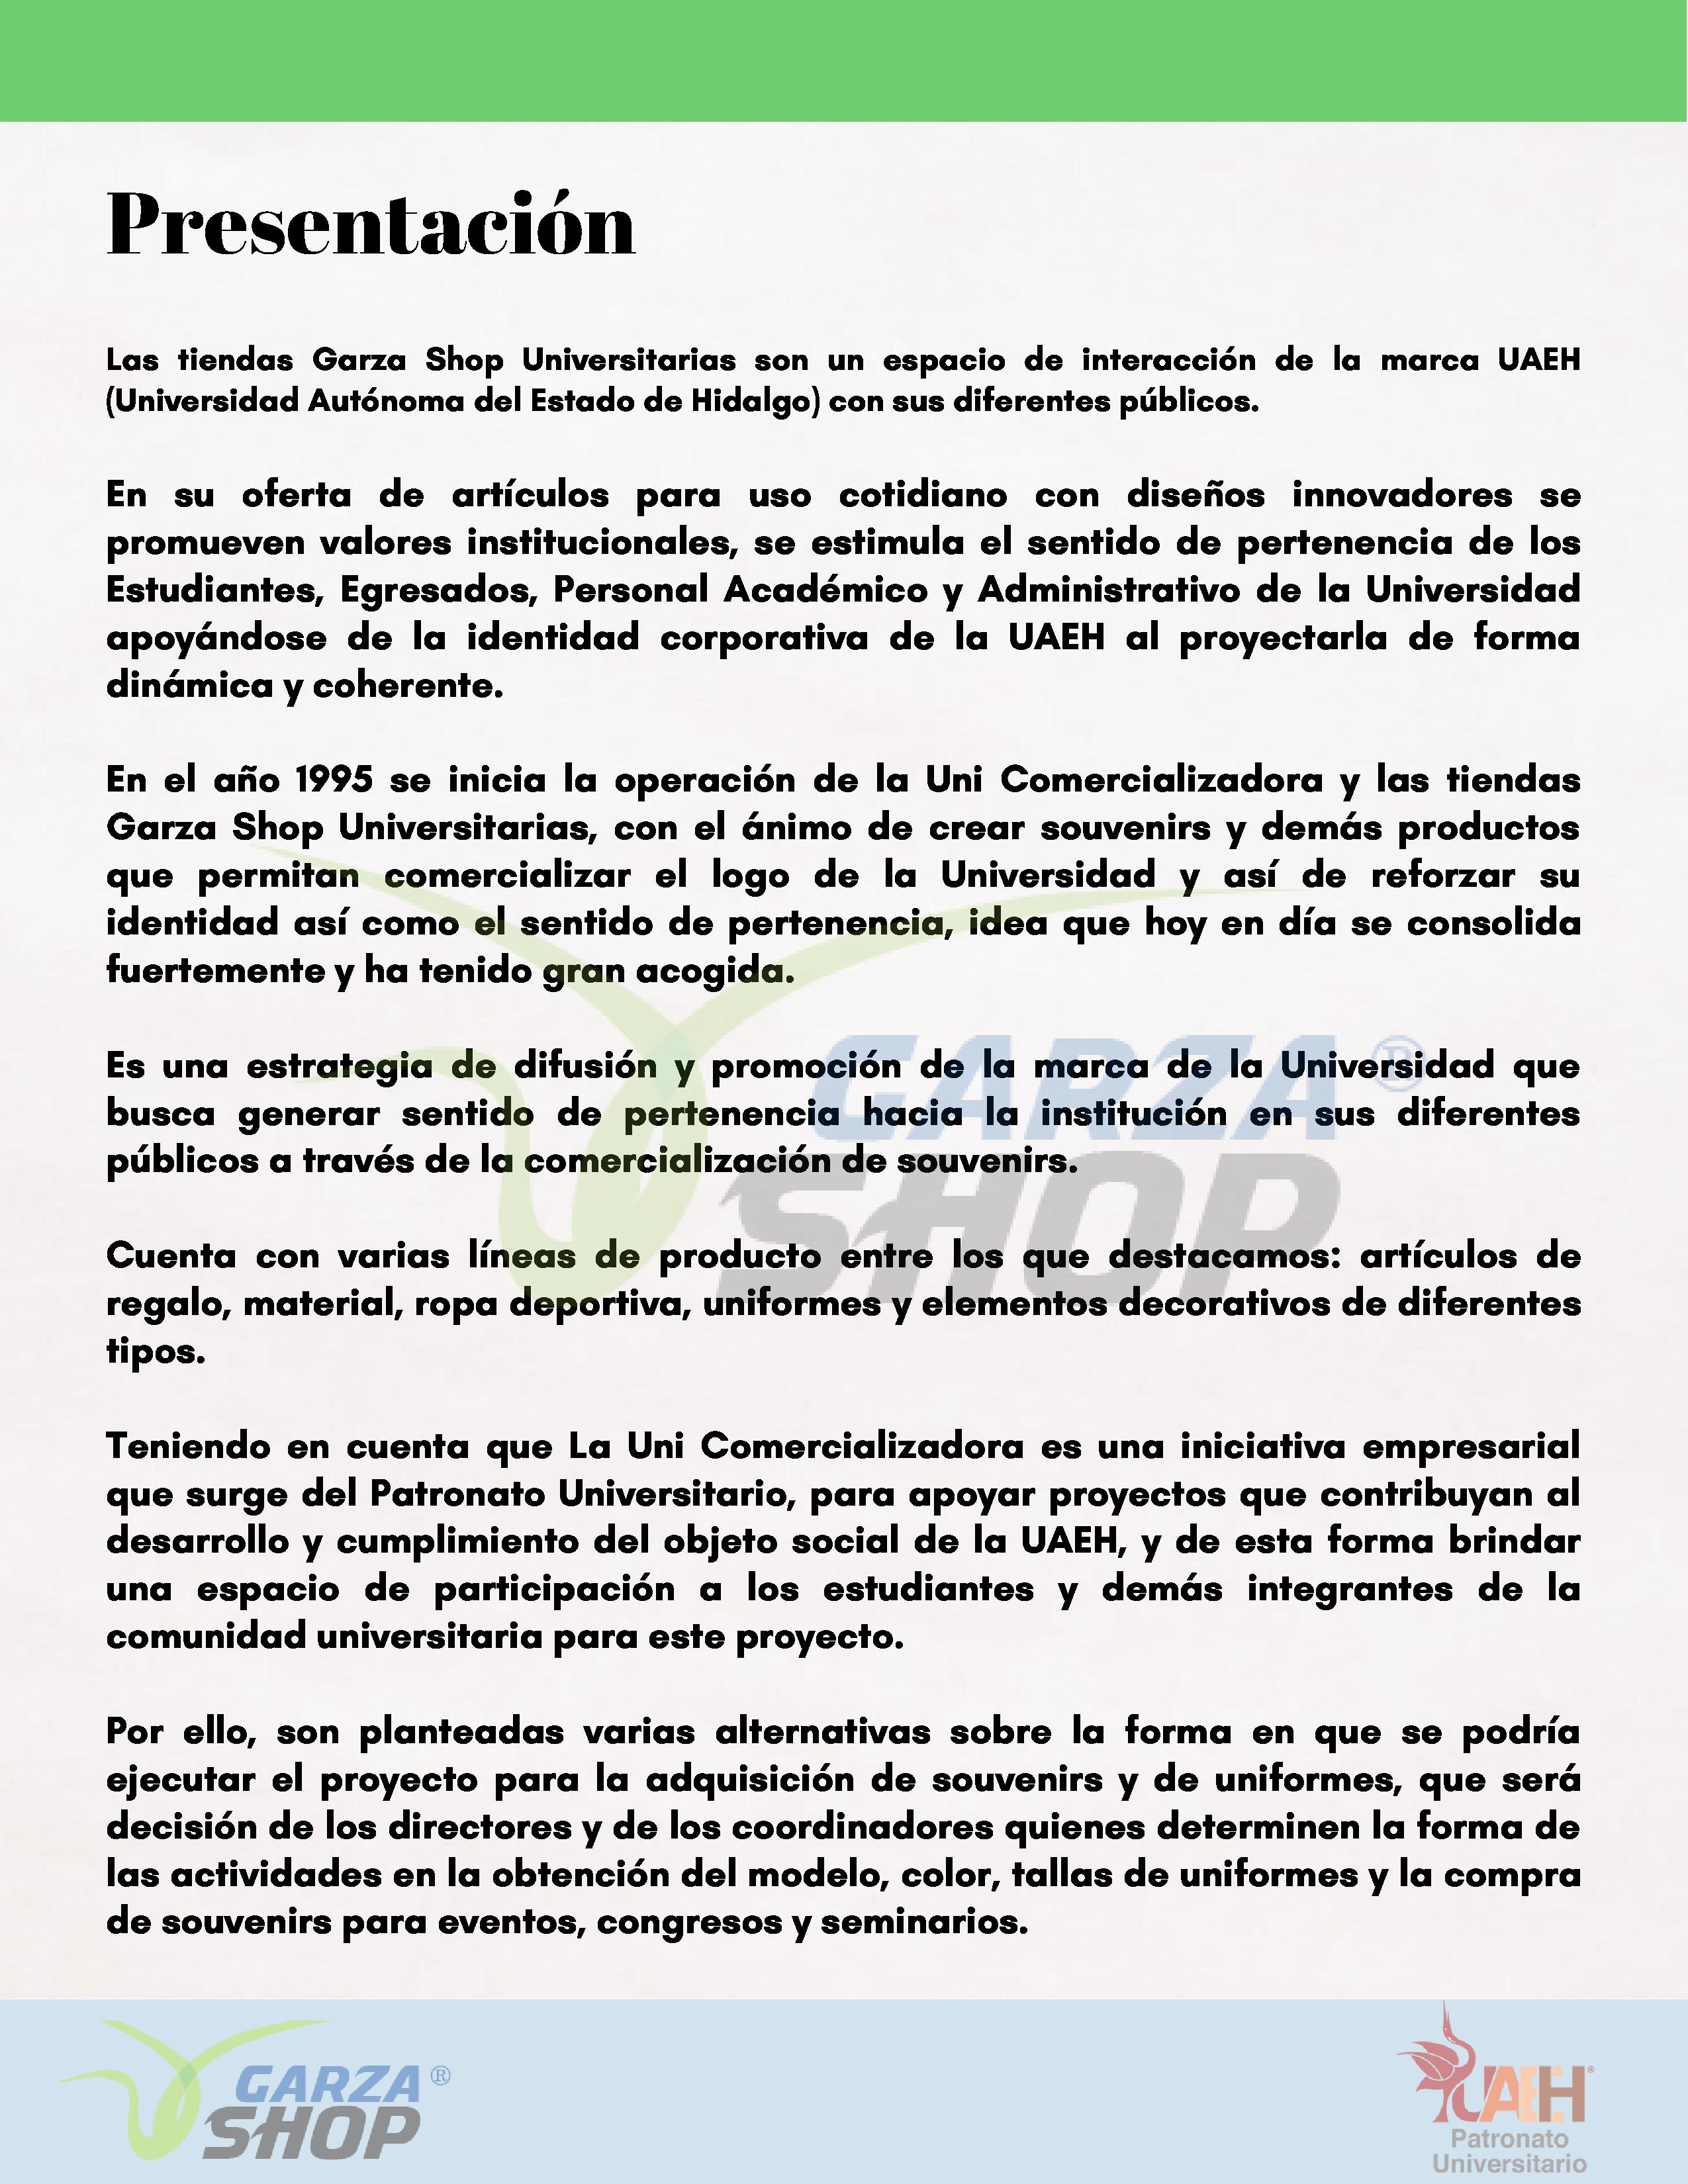 Presentación
Las tiendas Garza Shop Universitarias son un espacio de interacción de la marca UAEH
(Universidad Autónoma del Estado de Hidalgo) con sus diferentes públicos.
En su oferta de artículos para uso cotidiano con diseños innovadores se
promueven valores institucionales, se estimula el sentido de pertenencia de los
Estudiantes, Egresados, Personal Académico y Administrativo de la Universidad
apoyándose de la identidad corporativa de la UAEH al proyectarla de forma
dinámica y coherente.
En el año 1995 se inicia la operación de la Uni Comercializadora y las tiendas
Garza Shop Universitarias, con el ánimo de crear souvenirs y demás productos
que permitan comercializar el logo de la Universidad y así de reforzar su
identidad así como el sentido de pertenencia, idea que hoy en día se consolida
fuertemente y ha tenido gran acogida.
Es una estrategia de difusión y promoción de la marca de la Universidad que
busca generar sentido de pertenencia hacia la institución en sus diferentes
públicos a través de la comercialización de souvenirs.
Cuenta con varias líneas de producto entre los que destacamos: artículos de
regalo, material, ropa deportiva, uniformes y elementos decorativos de diferentes
tipos.
Teniendo en cuenta que La Uni Comercializadora es una iniciativa empresarial
que surge del Patronato Universitario, para apoyar proyectos que contribuyan al
desarrollo y cumplimiento del objeto social de la UAEH, y de esta forma brindar
una espacio de participación a los estudiantes y demás integrantes de la
comunidad universitaria para este proyecto.
Por ello, son planteadas varias alternativas sobre la forma en que se podría
ejecutar el proyecto para la adquisición de souvenirs y de uniformes, que será
decisión de los directores y de los coordinadores quienes determinen la forma de
las actividades en la obtención del modelo, color, tallas de uniformes y la compra
de souvenirs para eventos, congresos y seminarios.
GARZA ®
SHOP
GARZA ®
SHOP
UAEH ®
Patronato
Universitario